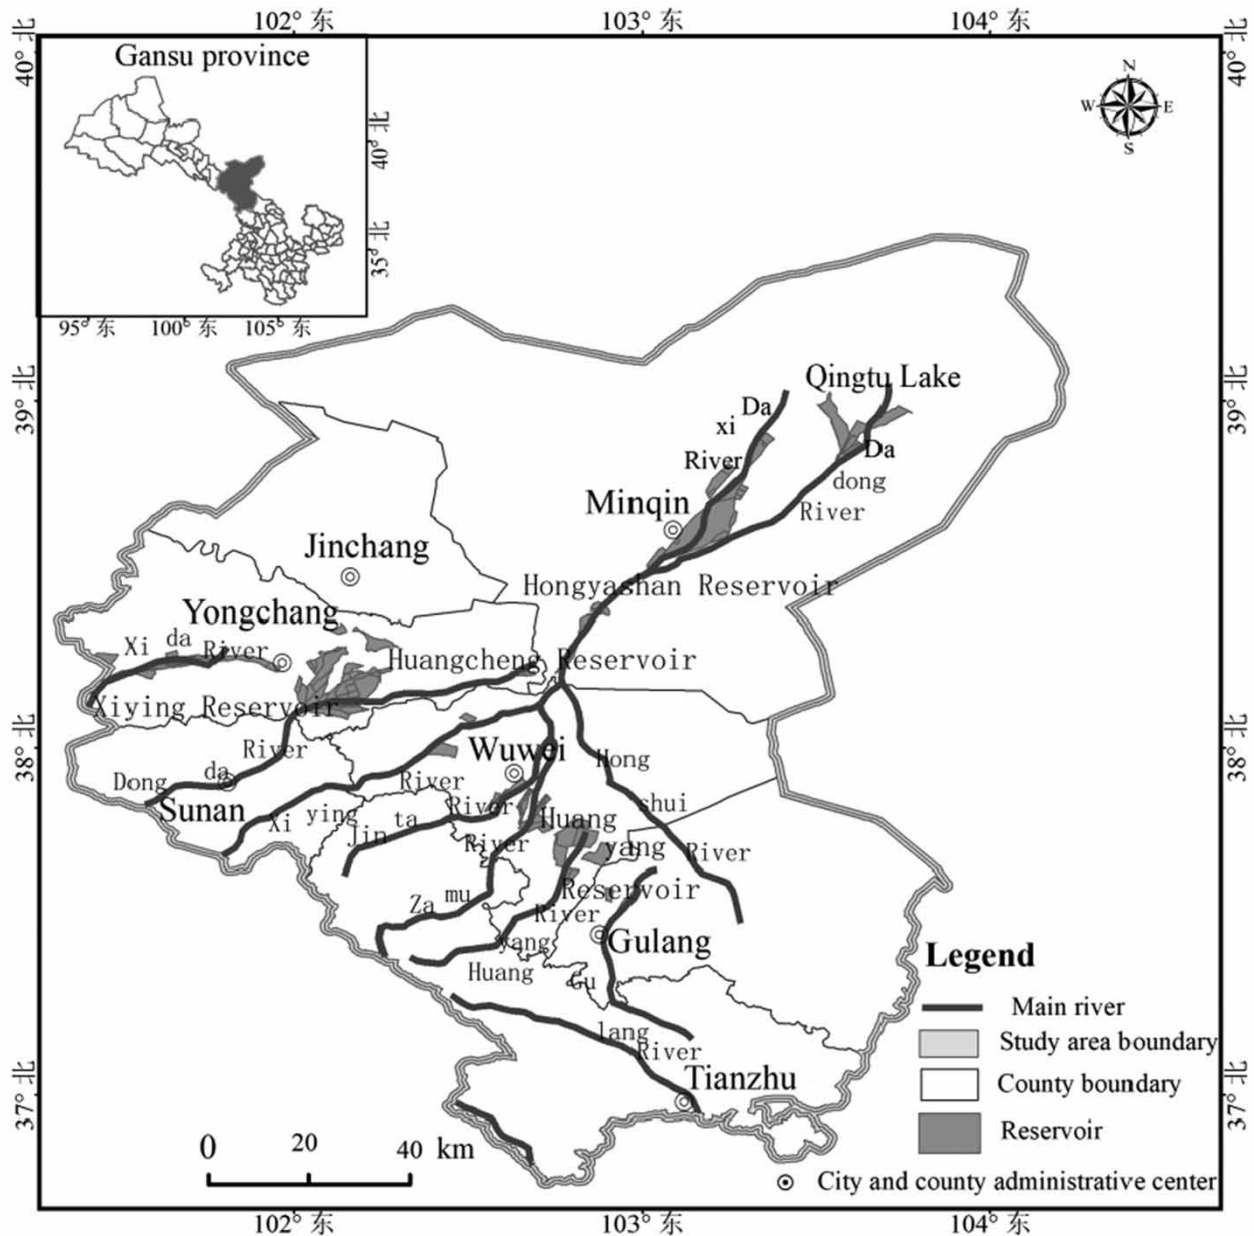 102° 东
103° 东
104° 东
40° 北
40° 北
Gansu province
40° 北
35° 北
95° 东
100° 东
105° 东
N
W
E
S
39° 北
39° 北
Qingtu Lake
Da
xi
River
Da
dong
River
Minqin
Jinchang
Hongyashan Reservoir
Yongchang
Xi
da
River
Huangcheng Reservoir
Xiying Reservoir
38° 北
38° 北
River
Wuwei
Hong
Dong
da
River
Sunan
River
shui
Xi
ying
Jin
ta
Huang
River
yang
River
Reservoir
Za
mu
River
yang
Gulang
Huang
Gu
lang
River
Tianzhu
37° 北
37° 北
Legend
Main river
Study area boundary
County boundary
Reservoir
City and county administrative center
0
20
40 km
102° 东
103° 东
104° 东